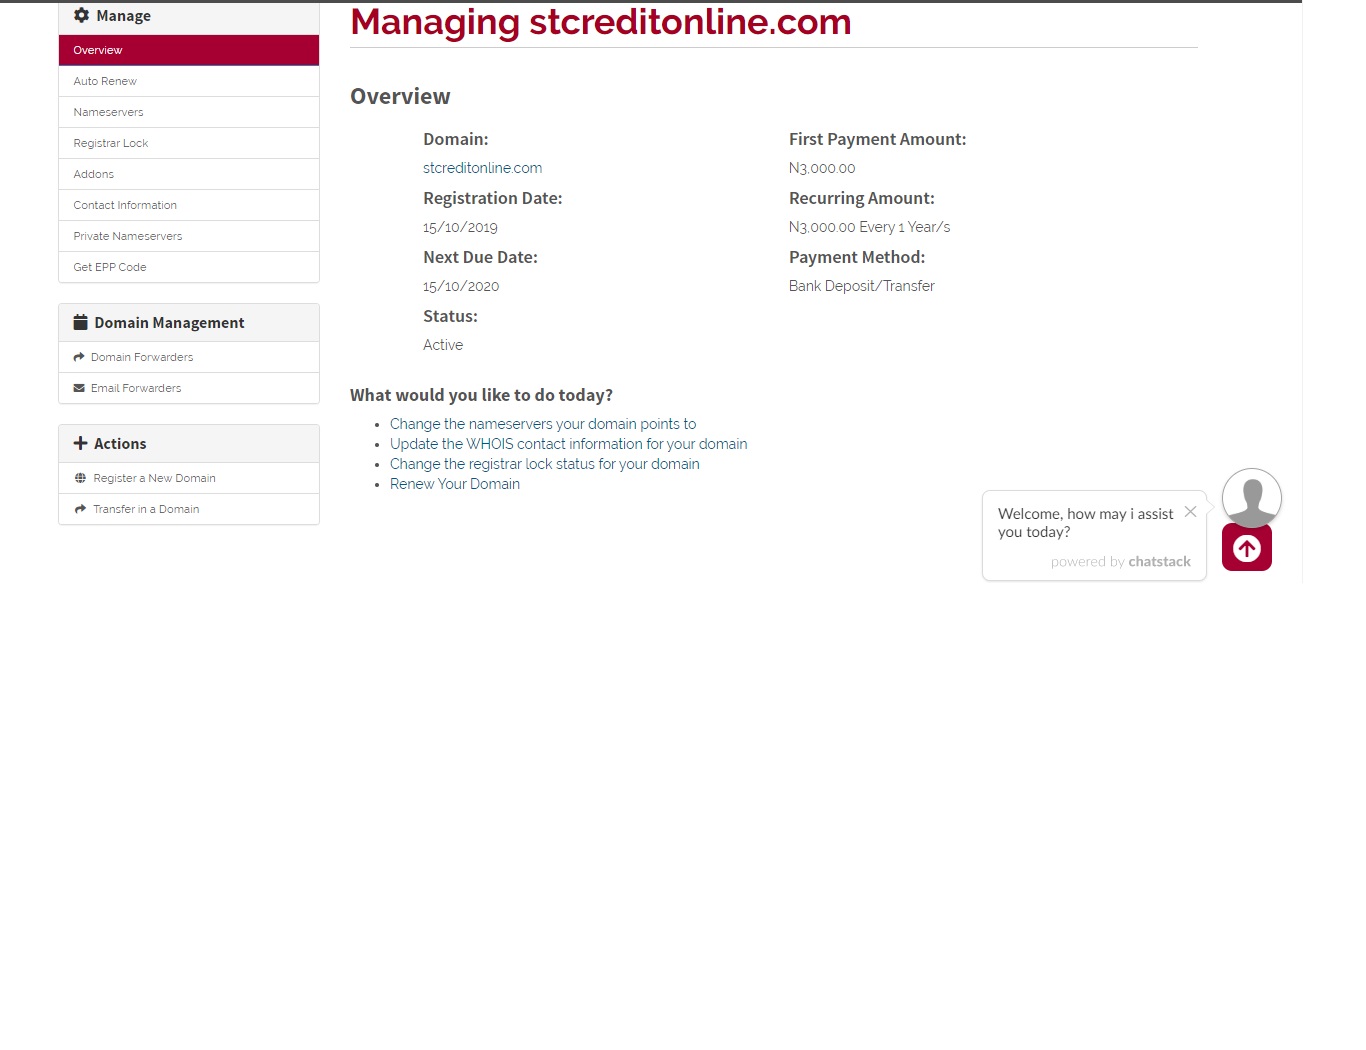 Manage
Overview
Auto Renew
Nameservers
Registrar Lock
Addons
Contact Information
Private Nameservers
Get EPP Code
Domain Management
Domain Forwarders
Email Forwarders
Actions
Register a New Domain
Transfer in a Domain
Managing stcreditonline.com
Overview
Domain:
stcreditonline.com
Registration Date:
15/10/2019
Next Due Date:
15/10/2020
Status:
Active
First Payment Amount:
N3,000.00
Recurring Amount:
N3,000.00 Every 1 Year/s
Payment Method:
Bank Deposit/Transfer
What would you like to do today?
Change the nameservers your domain points to
Update the WHOIS contact information for your domain
Change the registrar lock status for your domain
Renew Your Domain
Welcome, how may i assist
you today?
powered by chatstack